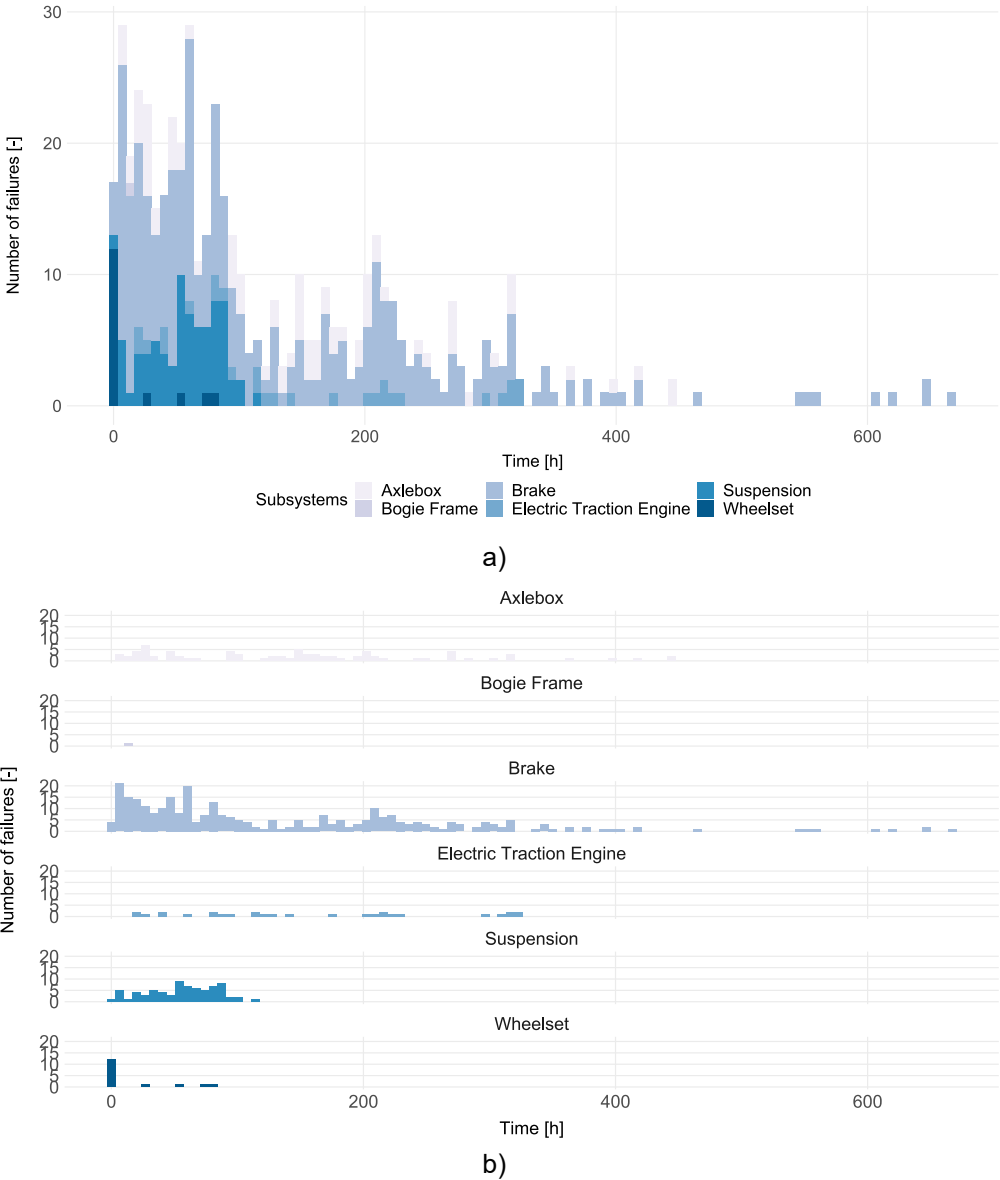 30
20
10
0
Number of failures [-]
0 200 400 600
Time [h]
Subsystems Axlebox Brake Suspension
Bogie Frame Electric Traction Engine Wheelset
a)
Number of failures [-]
Axlebox
20
15
10
5
0
Bogie Frame
20
15
10
5
0
Brake
20
15
10
5
0
Electric Traction Engine
20
15
10
5
0
Suspension
20
15
10
5
0
Wheelset
20
15
10
5
0
0 200 400 600
Time [h]
b)